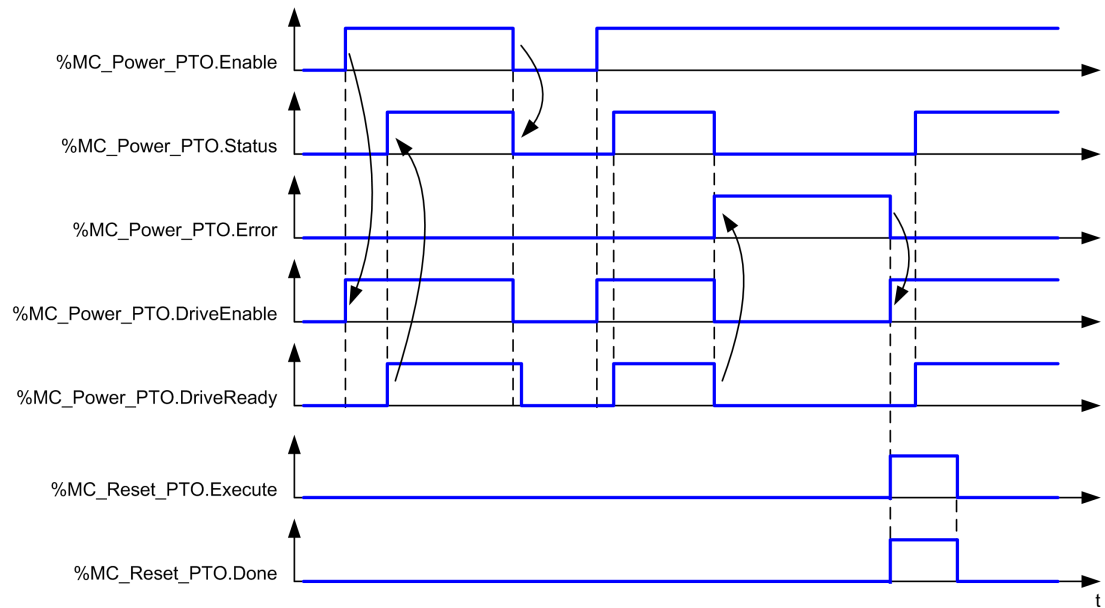 %MC_Power_PTO.Enable
%MC_Power_PTO.Status
%MC_Power_PTO.Error
%MC_Power_PTO.DriveEnable
%MC_Power_PTO.DriveReady
%MC_Reset_PTO.Execute
%MC_Reset_PTO.Done
t